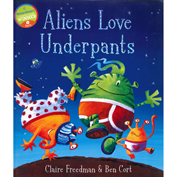 Aliens Love
Underpants
Claire Freedman & Ben Cort